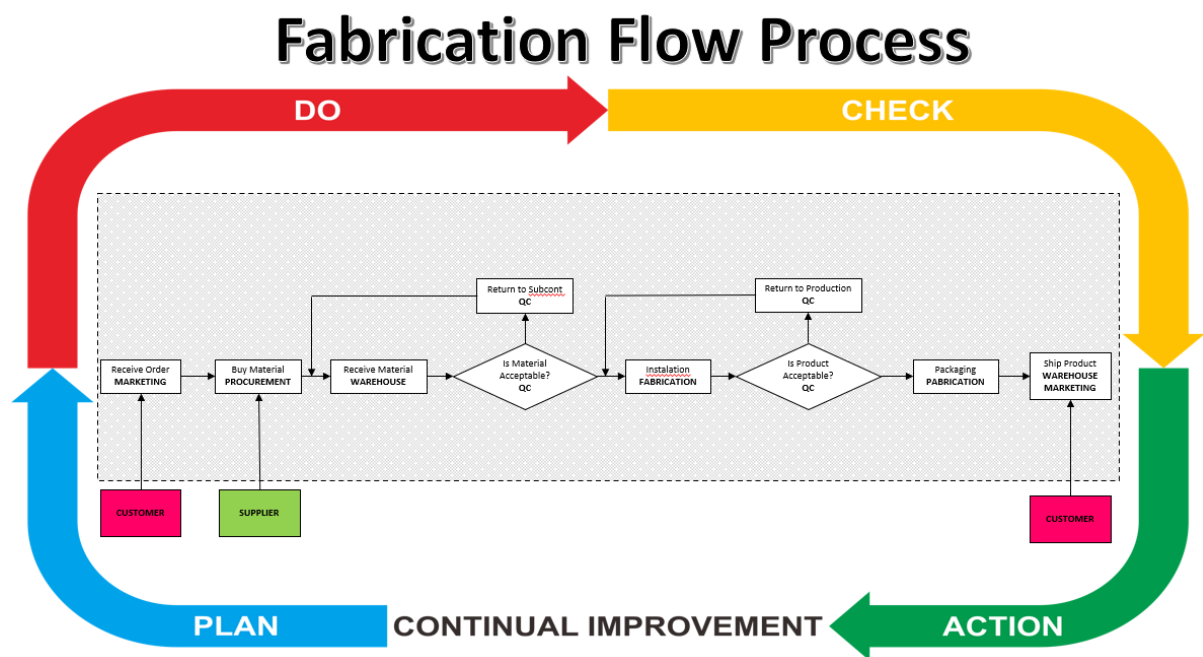 Fabrication Flow Process
DO
CHECK
Return to Subcont
QC
Return to Production
QC
Receive Order
MARKETING
Buy Material
PROCUREMENT
Receive Material
WAREHOUSE
Is Material
Acceptable?
QC
Instalation
FABRICATION
Is Product
Acceptable?
QC
Packaging
PABRICATION
Ship Product
WAREHOUSE
MARKETING
CUSTOMER
SUPPLIER
CUSTOMER
PLAN
CONTINUAL IMPROVEMENT
ACTION